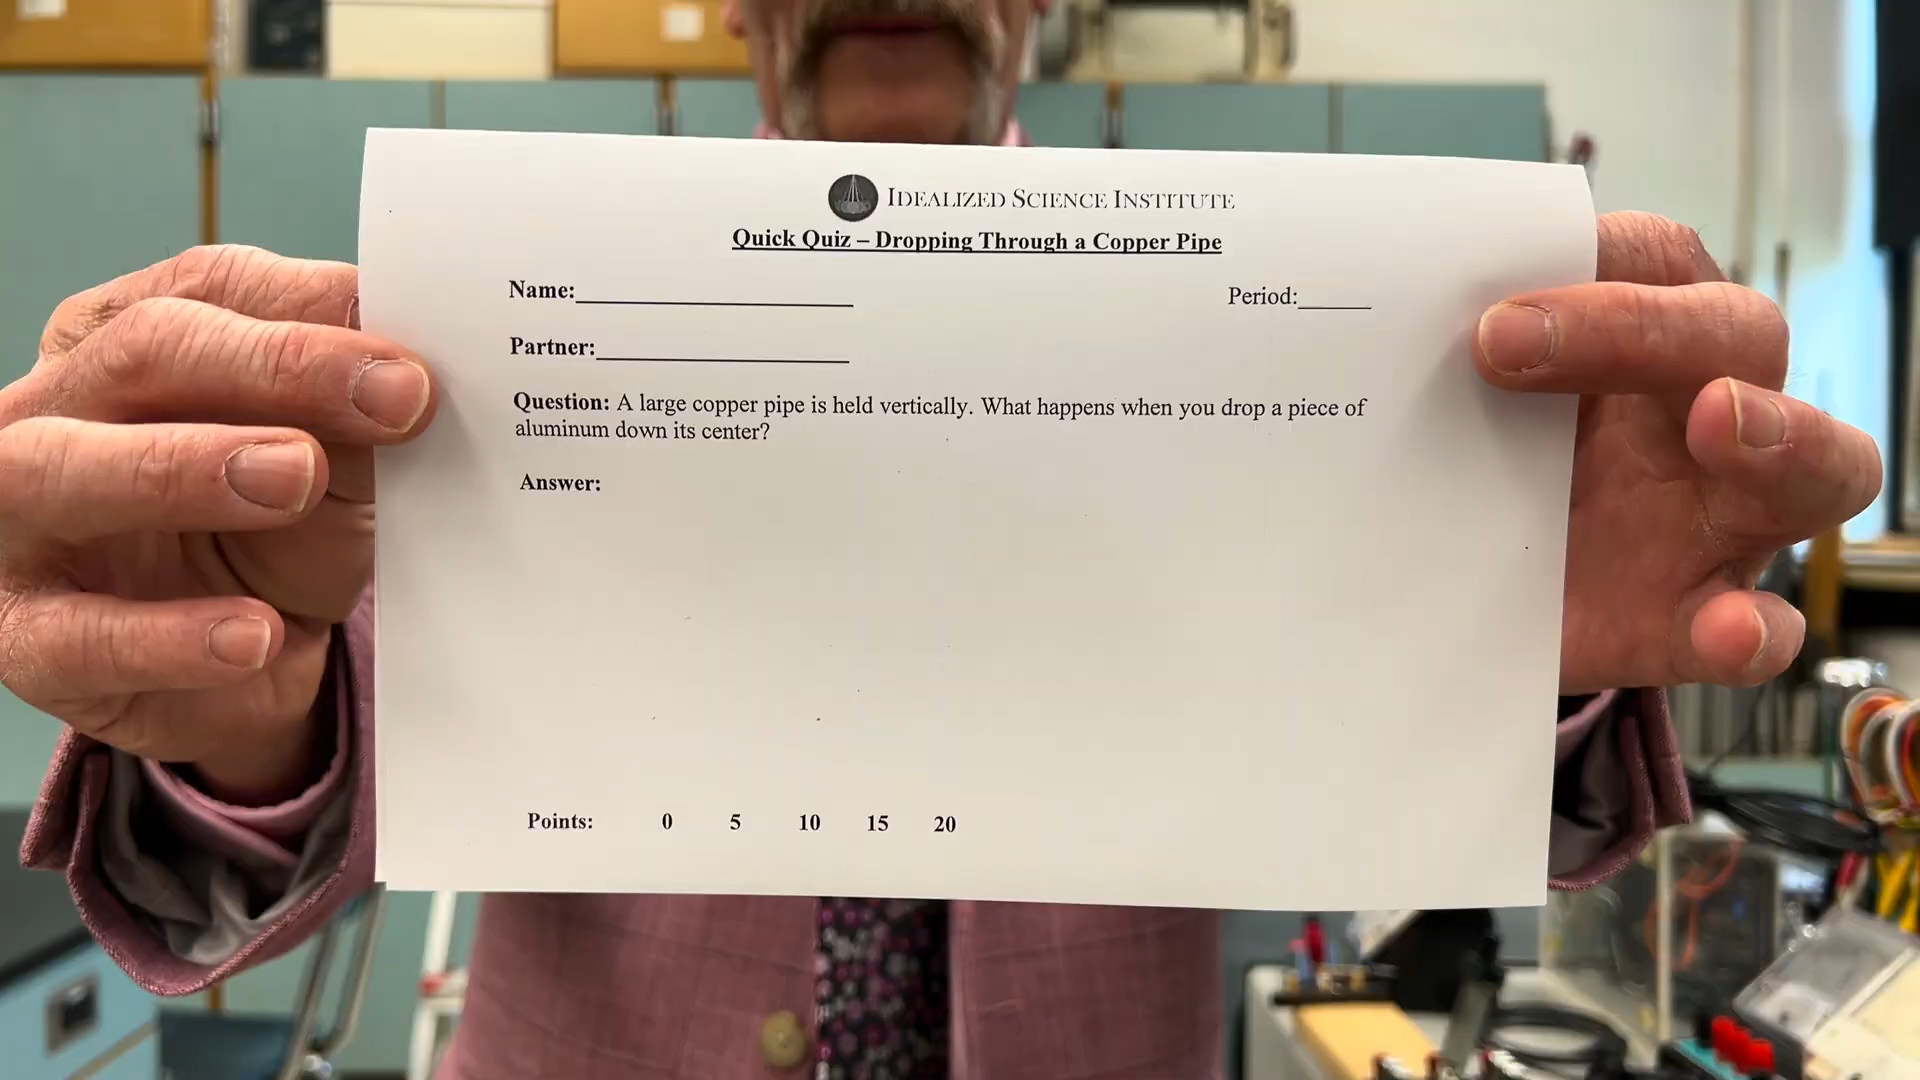 IDEALIZED SCIENCE INSTITUTE
Quick Quiz – Dropping Through a Copper Pipe
Name:
Period:
Partner:
Question: A large copper pipe is held vertically. What happens when you drop a piece of
aluminum down its center?
Answer:
Points: 0 5 10 15 20